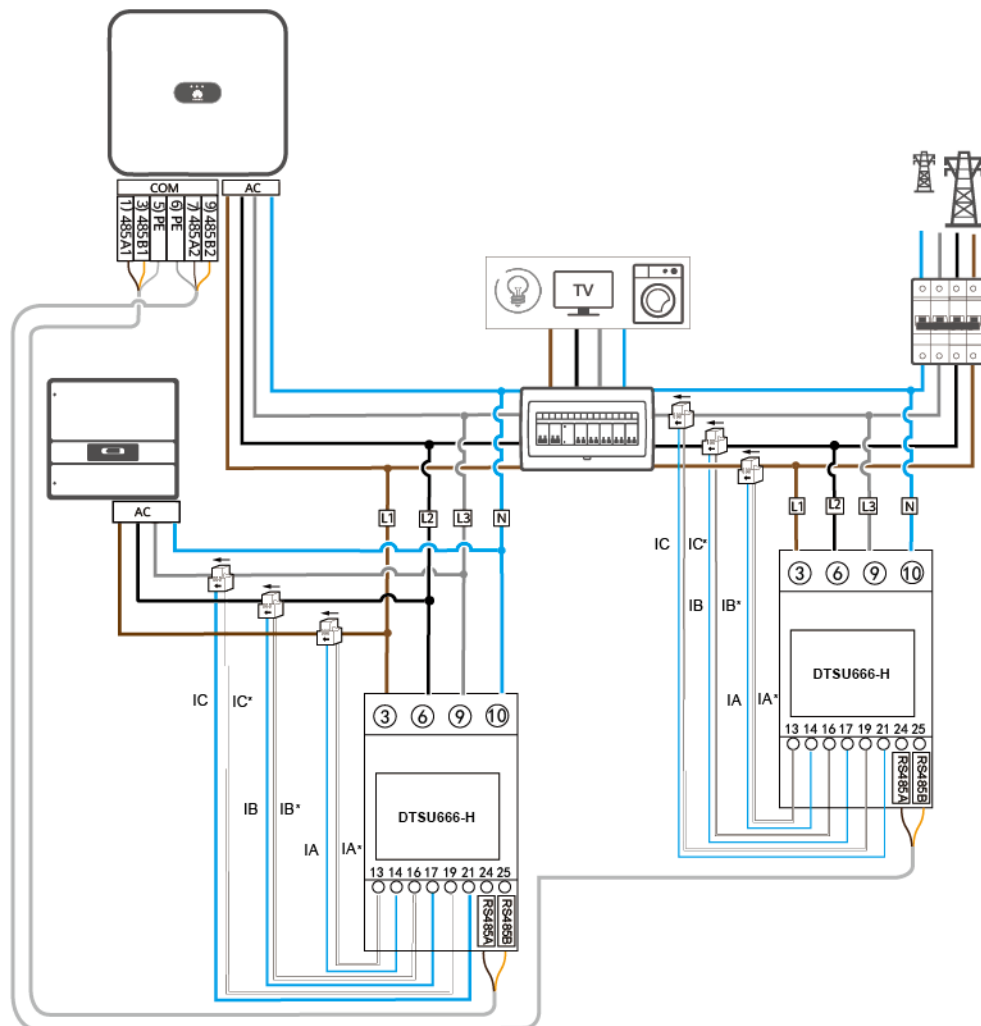 COM
AC
1) 485A1
3) 485B1
5) PE
6) PE
7) 485A2
9) 485B2
TV
AC
L1
L2
L3
N
L1
L2
L3
N
IC
IC*
IB
IB*
IA
IA*
3
6
9
10
DTSU666-H
13 14 16 17 19 21 24 25
RS485A
RS485B
IC
IC*
IB
IB*
IA
IA*
3
6
9
10
DTSU666-H
13 14 16 17 19 21 24 25
RS485A
RS485B